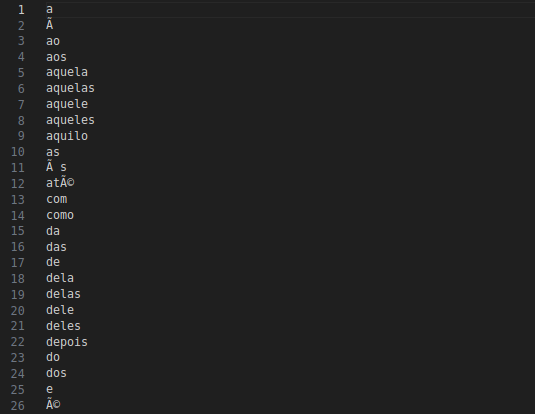 1 a
2 Ã
3 ao
4 aos
5 aquela
6 aquelas
7 aquele
8 aqueles
9 aquilo
10 as
11 Ã s
12 atÃ©
13 com
14 como
15 da
16 das
17 de
18 dela
19 delas
20 dele
21 deles
22 depois
23 do
24 dos
25 e
26 Ã©